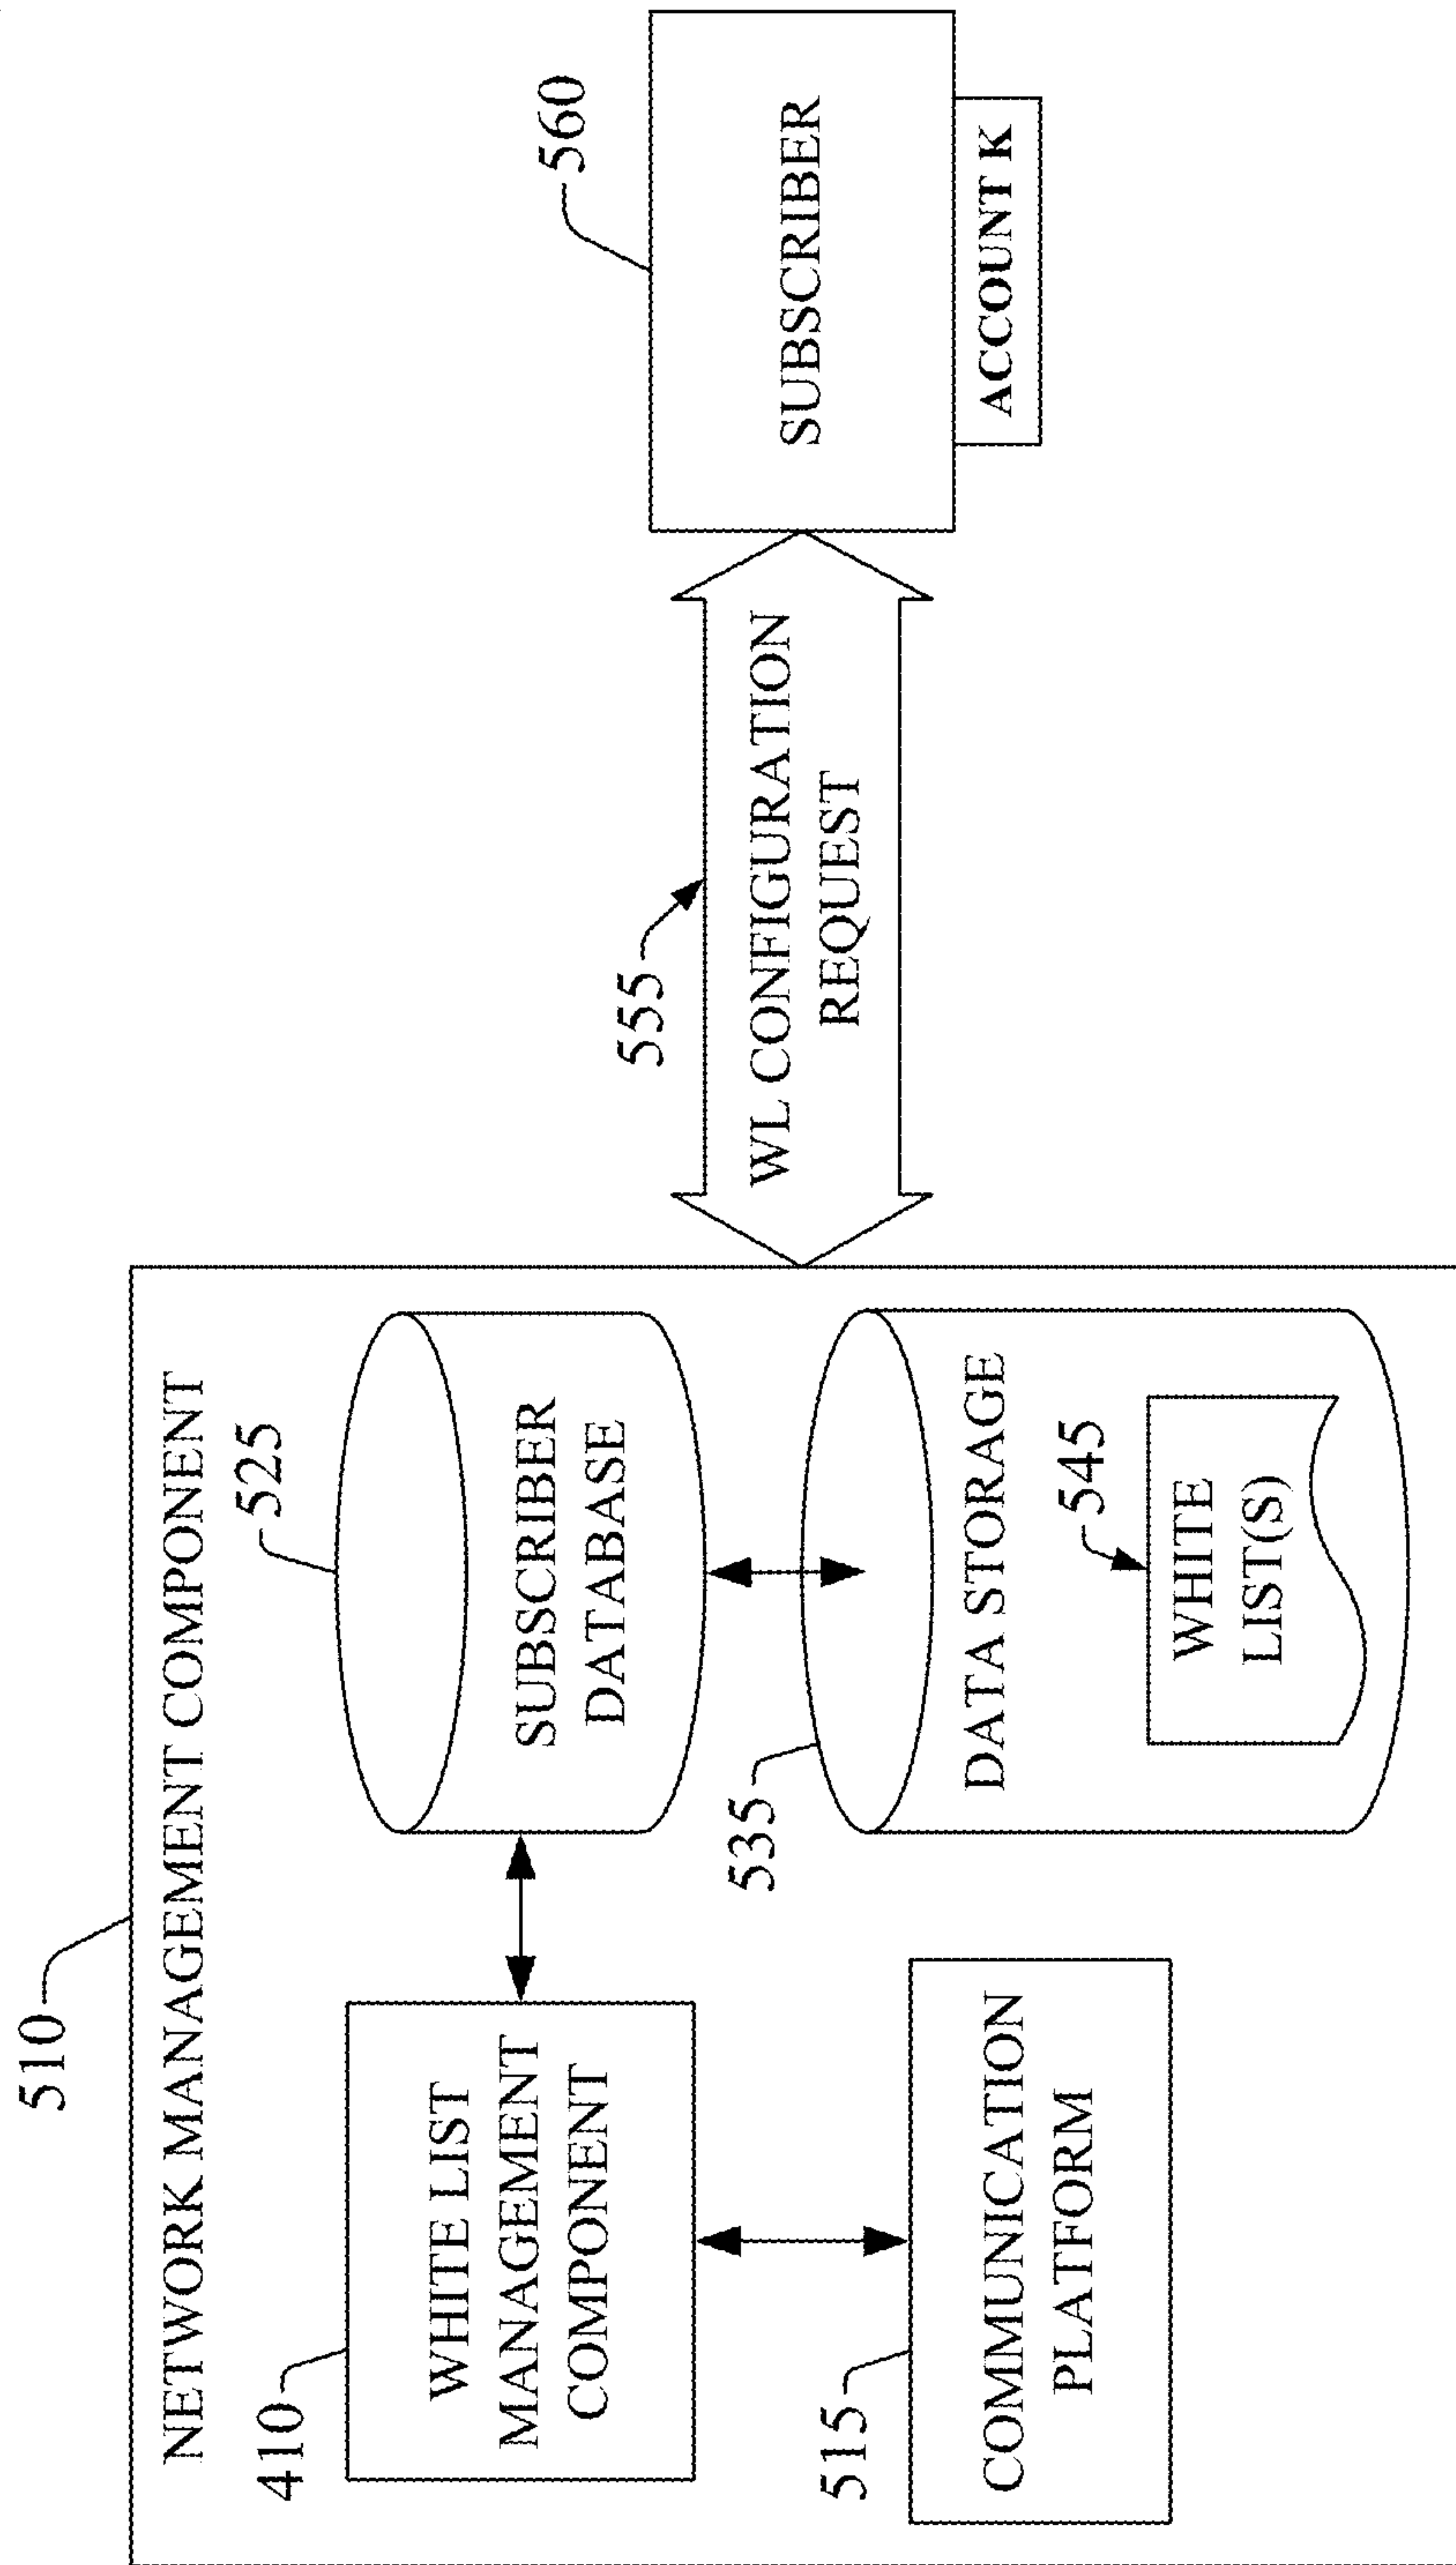 510
NETWORK MANAGEMENT COMPONENT
410
WHITE LIST
MANAGEMENT
COMPONENT
525
SUBSCRIBER
DATABASE
515
COMMUNICATION
PLATFORM
535
DATA STORAGE
545
WHITE
LIST(S)
555
WL CONFIGURATION
REQUEST
560
SUBSCRIBER
ACCOUNT K